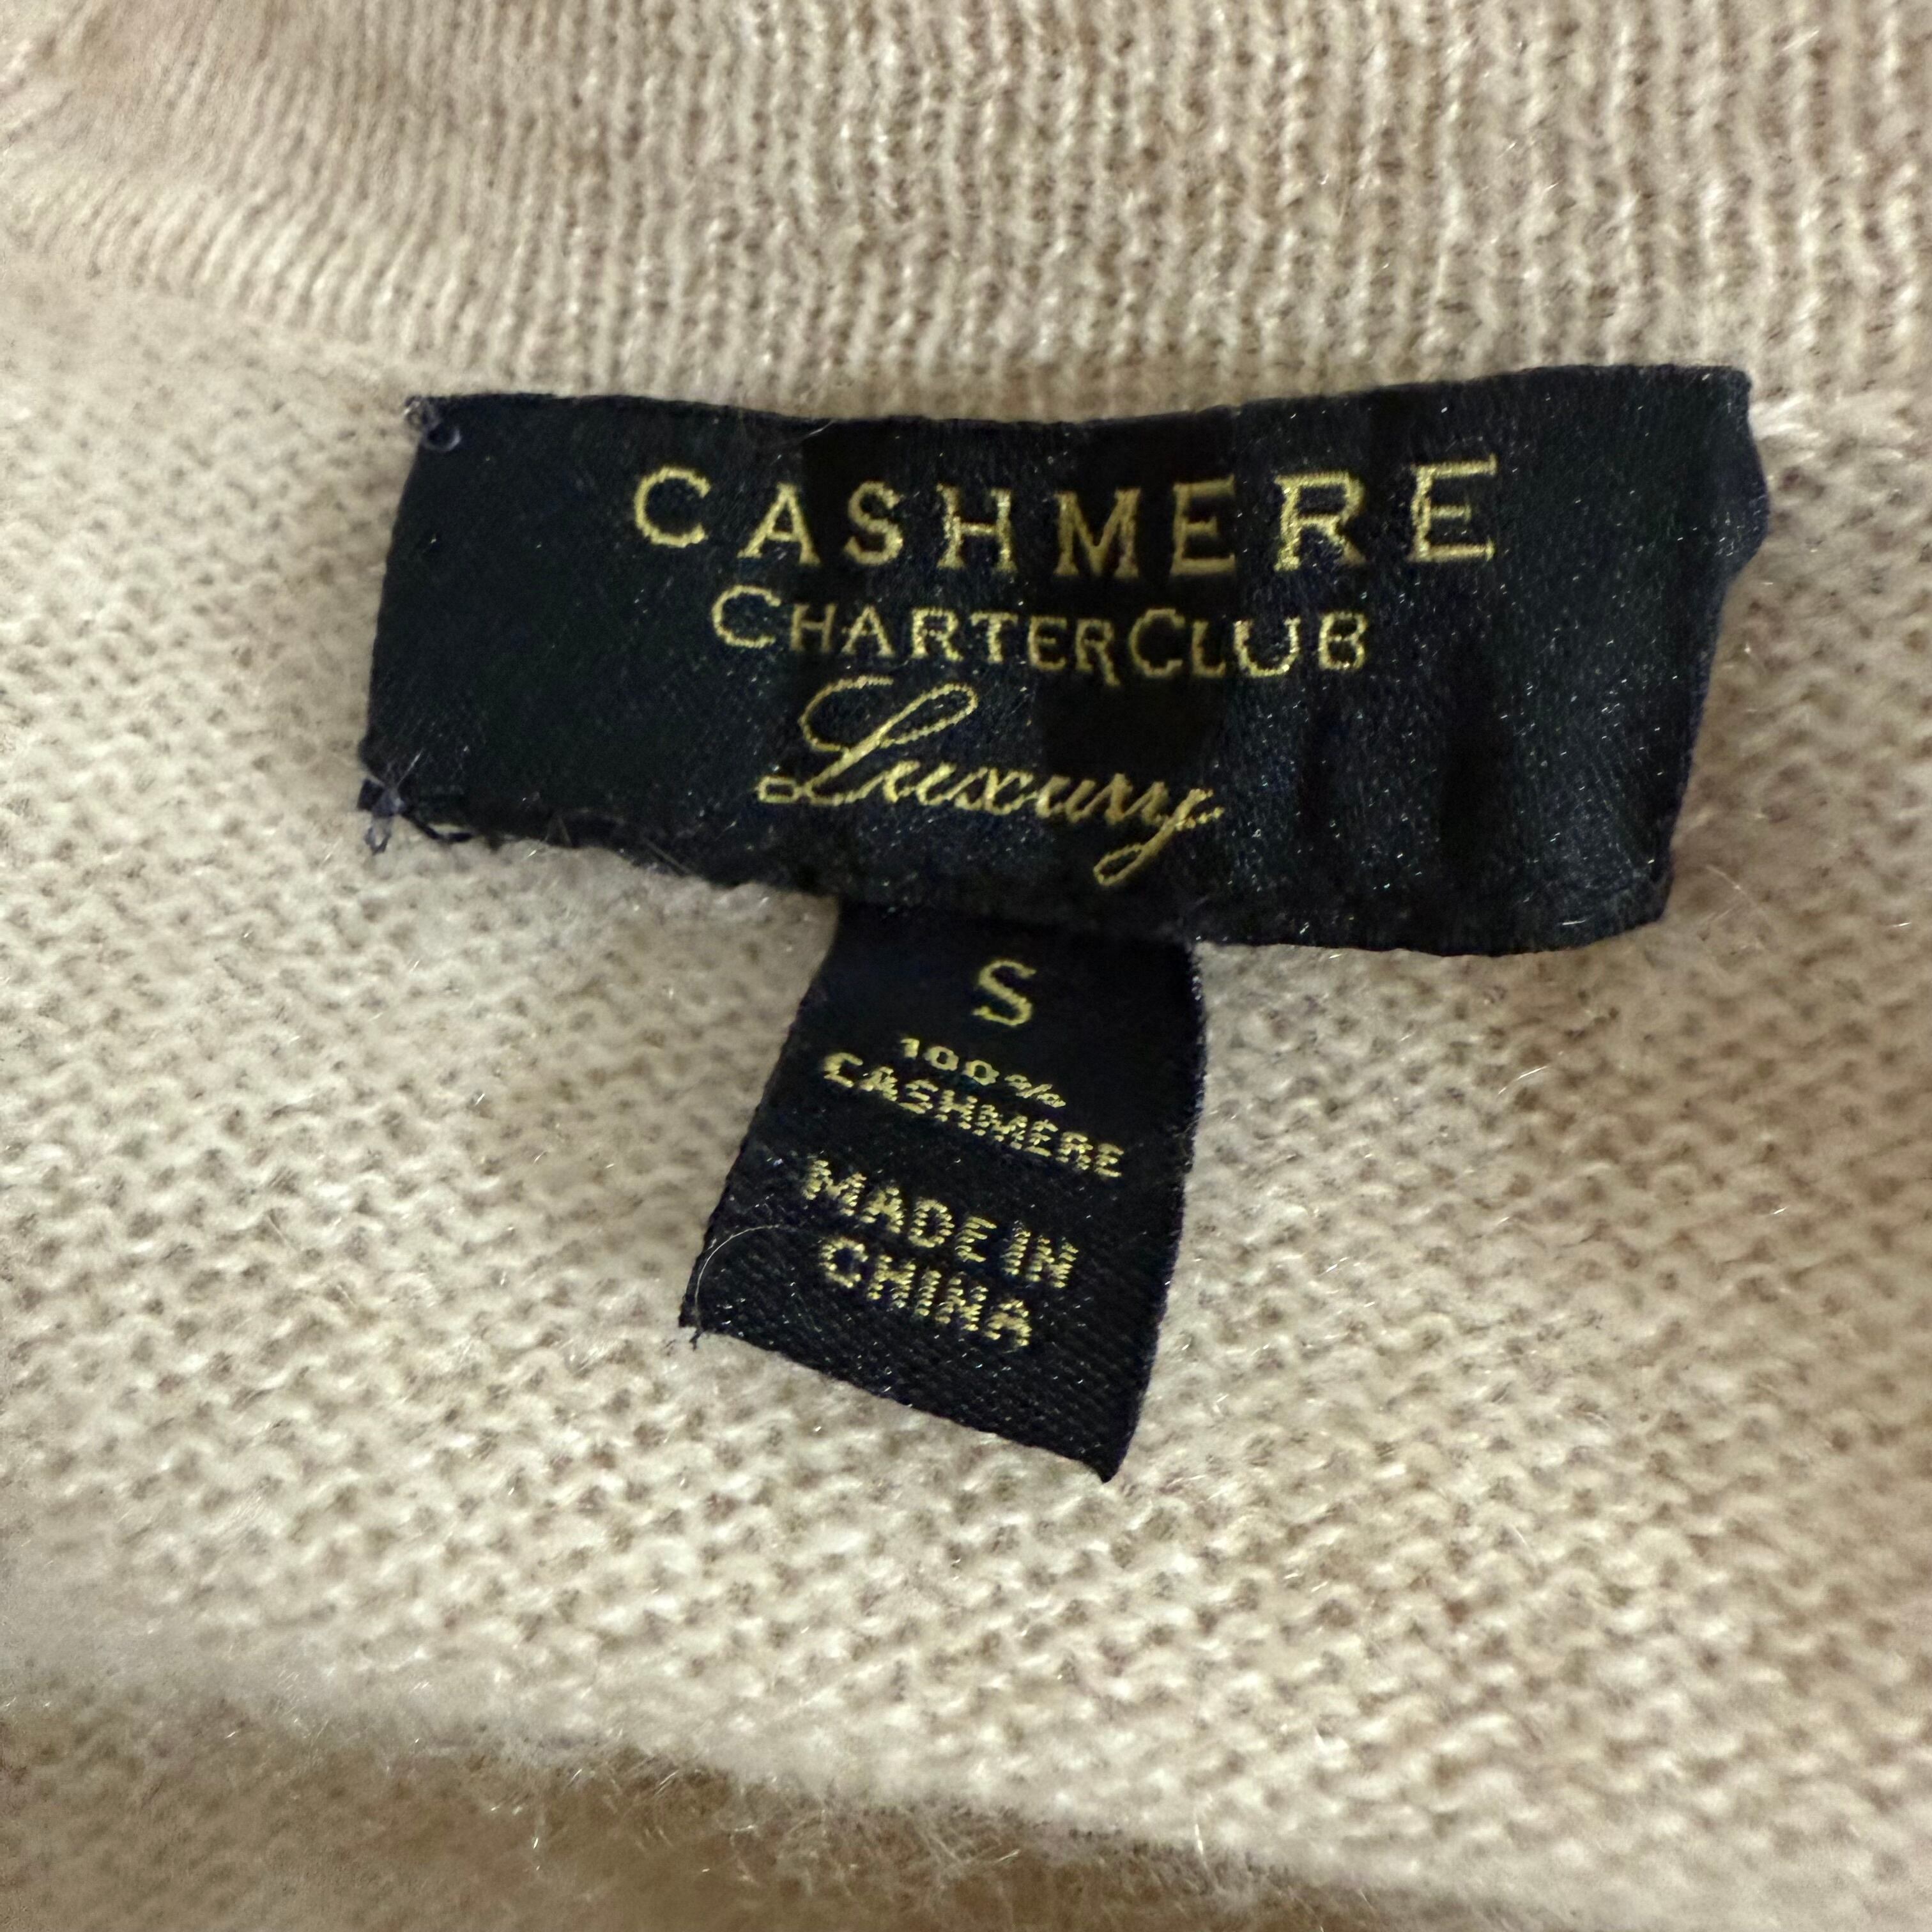 CASHMERE
CHARTERCLUB
Luxury
S
100%
CASHMERE
MADE IN
CHINA